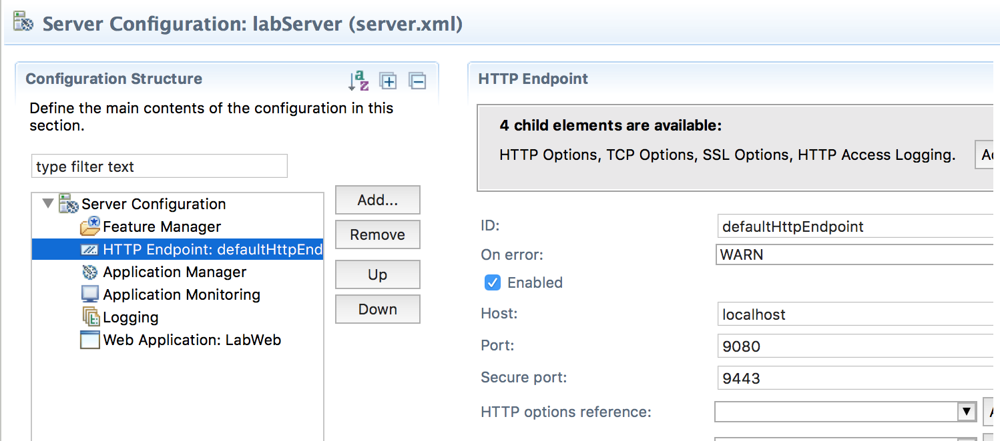 Server Configuration: labServer (server.xml)
Configuration Structure
Define the main contents of the configuration in this
section.
type filter text
Server Configuration
Feature Manager
HTTP Endpoint: defaultHttpEnd
Application Manager
Application Monitoring
Logging
Web Application: LabWeb
Add...
Remove
Up
Down
HTTP Endpoint
4 child elements are available:
HTTP Options, TCP Options, SSL Options, HTTP Access Logging.
ID: defaultHttpEndpoint
On error: WARN
Enabled
Host: localhost
Port: 9080
Secure port: 9443
HTTP options reference: